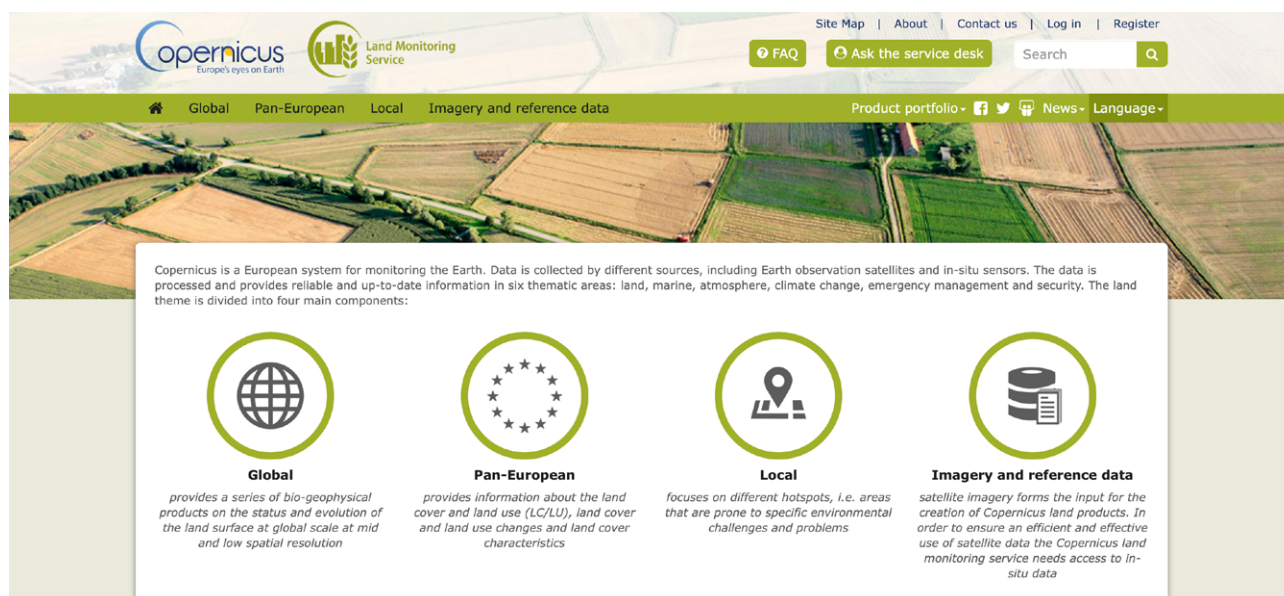 Site Map | About | Contact us | Log in | Register
opernicus
Europe's eyes on Earth
Land Monitoring
Service
FAQ
Ask the service desk
Search
Global Pan-European Local Imagery and reference data
Product portfolio News Language
Copernicus is a European system for monitoring the Earth. Data is collected by different sources, including Earth observation satellites and in-situ sensors. The data is
processed and provides reliable and up-to-date information in six thematic areas: land, marine, atmosphere, climate change, emergency management and security. The land
theme is divided into four main components:
Global
provides a series of bio-geophysical
products on the status and evolution of
the land surface at global scale at mid
and low spatial resolution
Pan-European
provides information about the land
cover and land use (LC/LU), land cover
and land use changes and land cover
characteristics
Local
focuses on different hotspots, i.e. areas
that are prone to specific environmental
challenges and problems
Imagery and reference data
satellite imagery forms the input for the
creation of Copernicus land products. In
order to ensure an efficient and effective
use of satellite data the Copernicus land
monitoring service needs access to in-
situ data